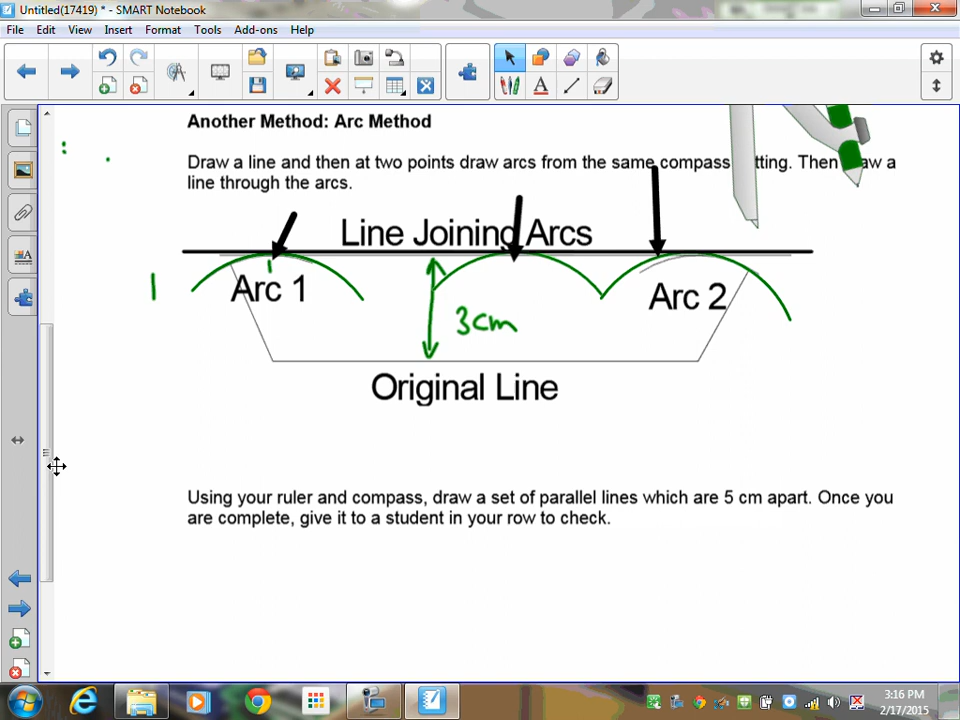 Untitled(17419) * - SMART Notebook
File Edit View Insert Format Tools Add-ons Help
Another Method: Arc Method
Draw a line and then at two points draw arcs from the same compass tting. Then aw a
line through the arcs.
Line Joining Arcs
Arc 1
Arc 2
3cm
Original Line
Using your ruler and compass, draw a set of parallel lines which are 5 cm apart. Once you
are complete, give it to a student in your row to check.
3:16 PM
2/17/2015